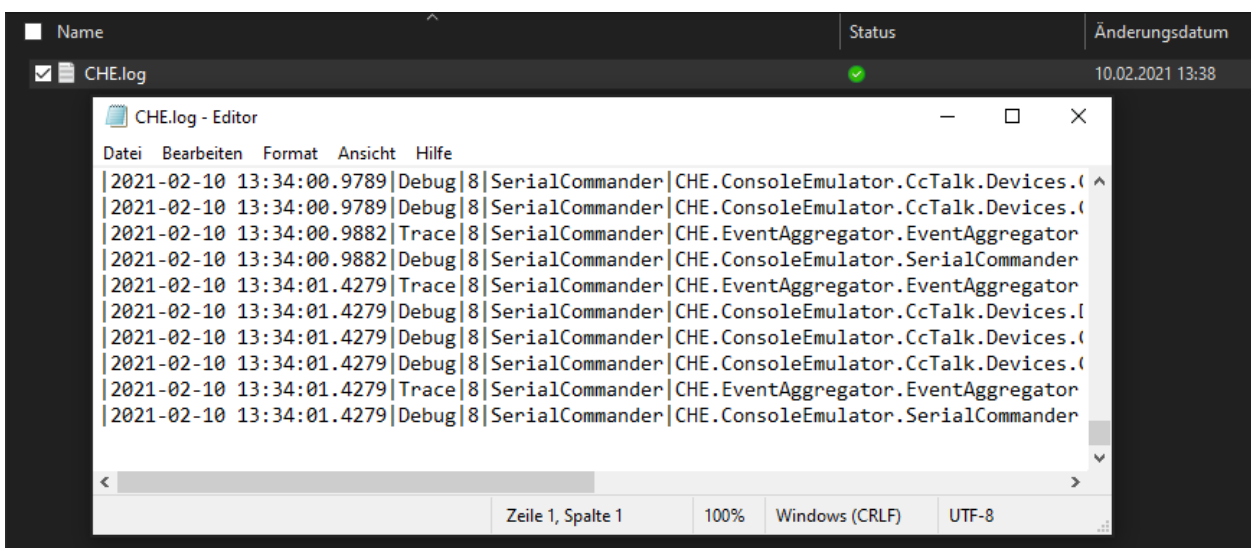 Name Status Änderungsdatum
CHE.log 10.02.2021 13:38
CHE.log - Editor
Datei Bearbeiten Format Ansicht Hilfe
|2021-02-10 13:34:00.9789|Debug|8|SerialCommander|CHE.ConsoleEmulator.CcTalk.Devices.
|2021-02-10 13:34:00.9789|Debug|8|SerialCommander|CHE.ConsoleEmulator.CcTalk.Devices.
|2021-02-10 13:34:00.9882|Trace|8|SerialCommander|CHE.EventAggregator.EventAggregator
|2021-02-10 13:34:00.9882|Debug|8|SerialCommander|CHE.ConsoleEmulator.SerialCommander
|2021-02-10 13:34:01.4279|Trace|8|SerialCommander|CHE.EventAggregator.EventAggregator
|2021-02-10 13:34:01.4279|Debug|8|SerialCommander|CHE.ConsoleEmulator.CcTalk.Devices.
|2021-02-10 13:34:01.4279|Debug|8|SerialCommander|CHE.ConsoleEmulator.CcTalk.Devices.
|2021-02-10 13:34:01.4279|Debug|8|SerialCommander|CHE.ConsoleEmulator.CcTalk.Devices.
|2021-02-10 13:34:01.4279|Trace|8|SerialCommander|CHE.EventAggregator.EventAggregator
|2021-02-10 13:34:01.4279|Debug|8|SerialCommander|CHE.ConsoleEmulator.SerialCommander
Zeile 1, Spalte 1 100% Windows (CRLF) UTF-8